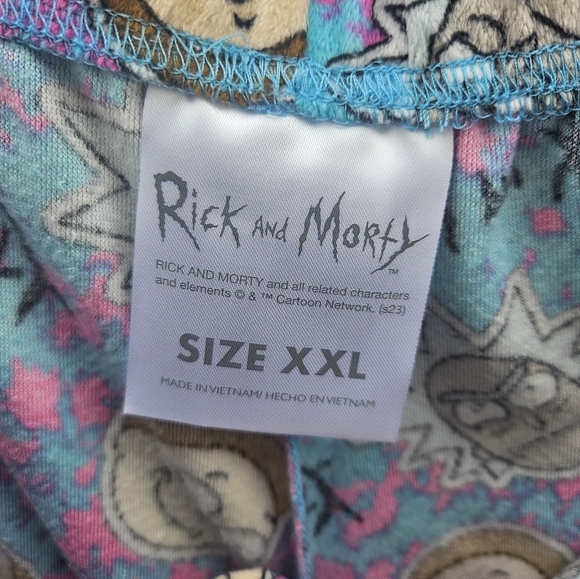 Rick And Morty™
RICK AND MORTY and all related characters
and elements © & ™ Cartoon Network. (s23)
SIZE XXL
MADE IN VIETNAM/ HECHO EN VIETNAM